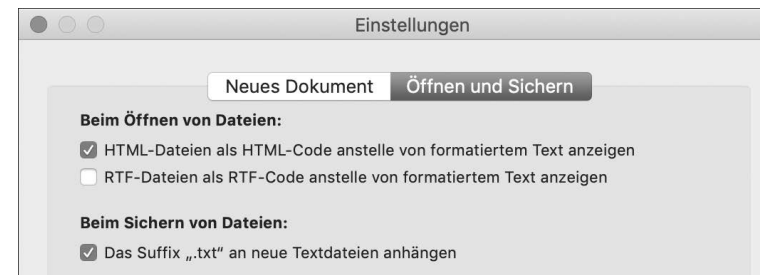 Einstellungen
Neues Dokument Öffnen und Sichern
Beim Öffnen von Dateien:
HTML-Dateien als HTML-Code anstelle von formatiertem Text anzeigen
RTF-Dateien als RTF-Code anstelle von formatiertem Text anzeigen
Beim Sichern von Dateien:
Das Suffix „.txt“ an neue Textdateien anhängen